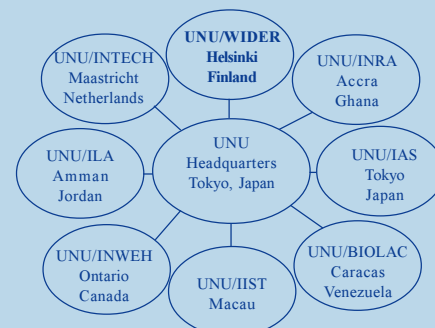 UNU/WIDER
Helsinki
Finland
UNU/INTECH
Maastricht
Netherlands
UNU/INRA
Accra
Ghana
UNU
Headquarters
Tokyo, Japan
UNU/ILA
Amman
Jordan
UNU/IAS
Tokyo
Japan
UNU/INWEH
Ontario
Canada
UNU/IIST
Macau
UNU/BIOLAC
Caracas
Venezuela